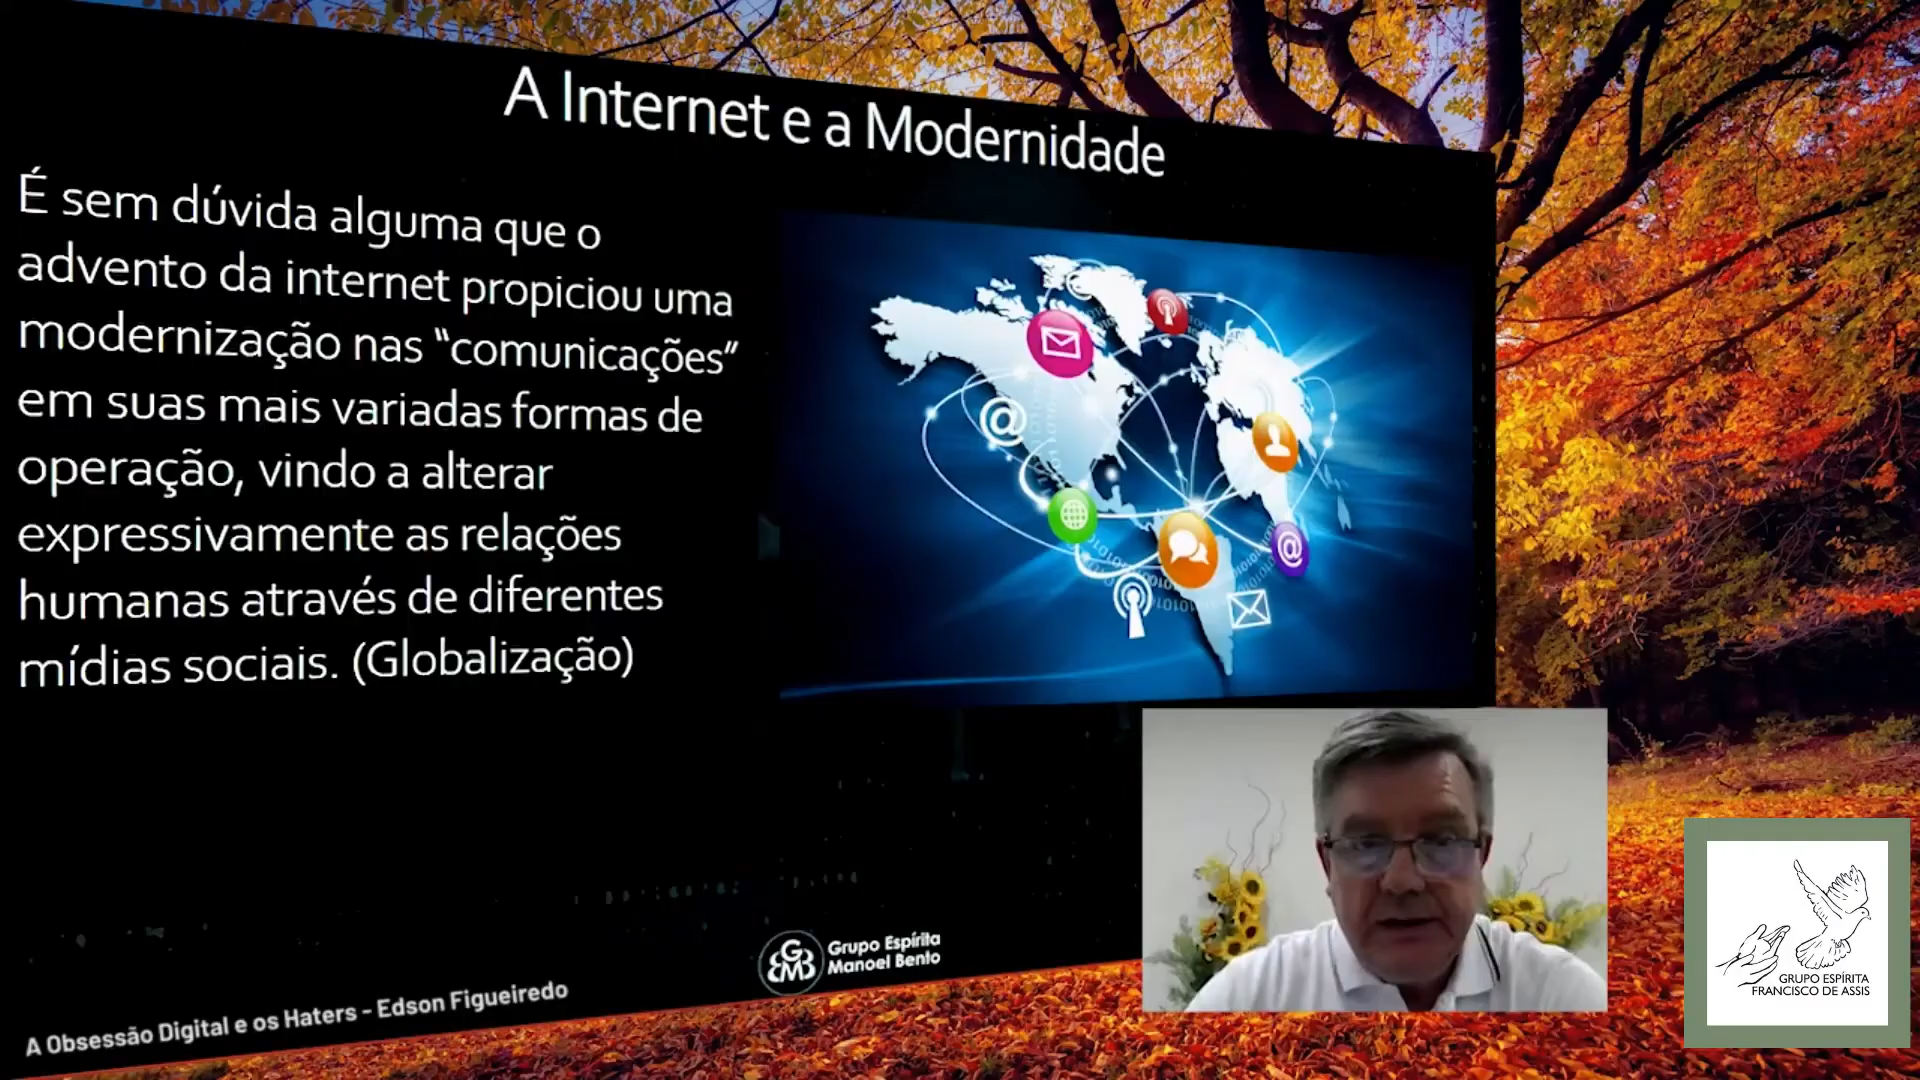 A Internet e a Modernidade
É sem dúvida alguma que o
advento da internet propiciou uma
modernização nas “comunicações”
em suas mais variadas formas de
operação, vindo a alterar
expressivamente as relações
humanas através de diferentes
mídias sociais. (Globalização)
A Obsessão Digital e os Haters - Edson Figueiredo
GMB
Grupo Espírita
Manoel Bento
GRUPO ESPÍRITA
FRANCISCO DE ASSIS